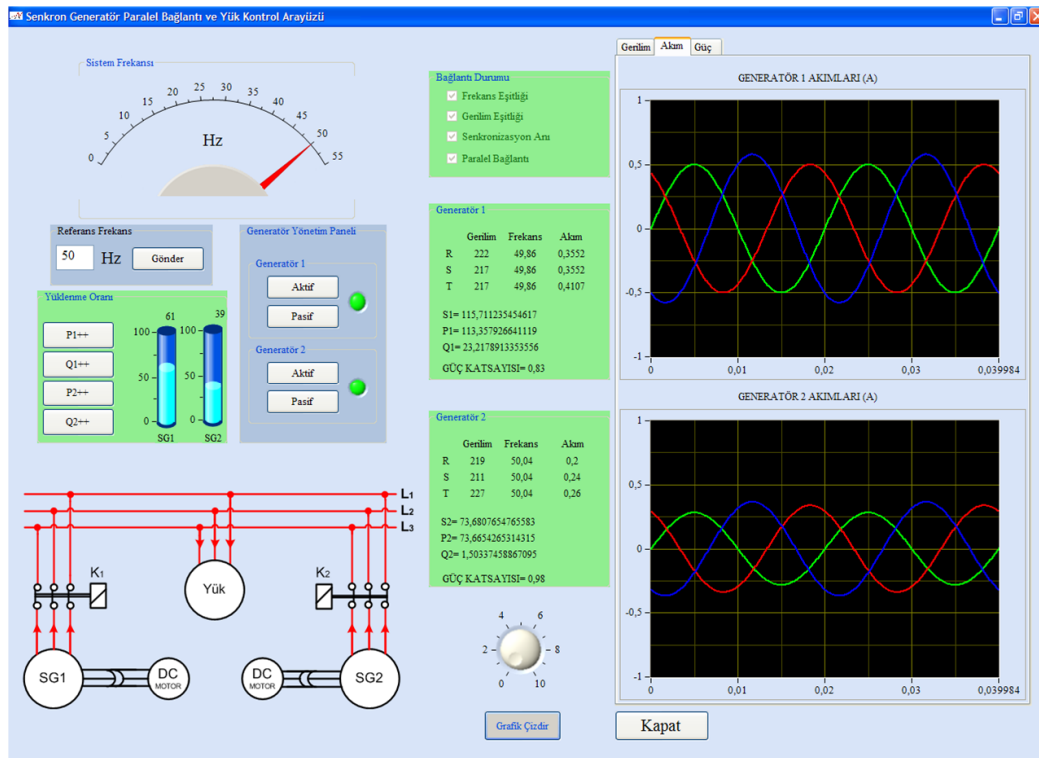 Senkron Generatör Paralel Bağlantı ve Yük Kontrol Arayüzü
Sistem Frekansı
0 5 10 15 20 25 30 35 40 45 50 55
Hz
Referans Frekans
50 Hz Gönder
Yüklenme Oranı
P1++
Q1++
P2++
Q2++
61
100
50
0
SG1
39
100
50
0
SG2
Generatör Yönetim Paneli
Generatör 1
Aktif
Pasif
Generatör 2
Aktif
Pasif
Bağlantı Durumu
Frekans Eşitliği
Gerilim Eşitliği
Senkronizasyon Anı
Paralel Bağlantı
Generatör 1
Gerilim Frekans Akım
R 222 49,86 0,3552
S 217 49,86 0,3552
T 217 49,86 0,4107
S1= 115,711235454617
P1= 113,357926641119
Q1= 23,2178913353556
GÜÇ KATSAYISI= 0,83
Generatör 2
Gerilim Frekans Akım
R 219 50,04 0,2
S 211 50,04 0,24
T 227 50,04 0,26
S2= 73,6807654765583
P2= 73,6654265314315
Q2= 1,50337458867095
GÜÇ KATSAYISI= 0,98
0 2 4 6 8 10
Grafik Çizdir
L1
L2
L3
K1
K2
Yük
SG1
DC
MOTOR
DC
MOTOR
SG2
Gerilim Akım Güç
GENERATÖR 1 AKIMLARI (A)
1
0,5
0
-0,5
-1
0 0,01 0,02 0,03 0,039984
GENERATÖR 2 AKIMLARI (A)
1
0,5
0
-0,5
-1
0 0,01 0,02 0,03 0,039984
Kapat